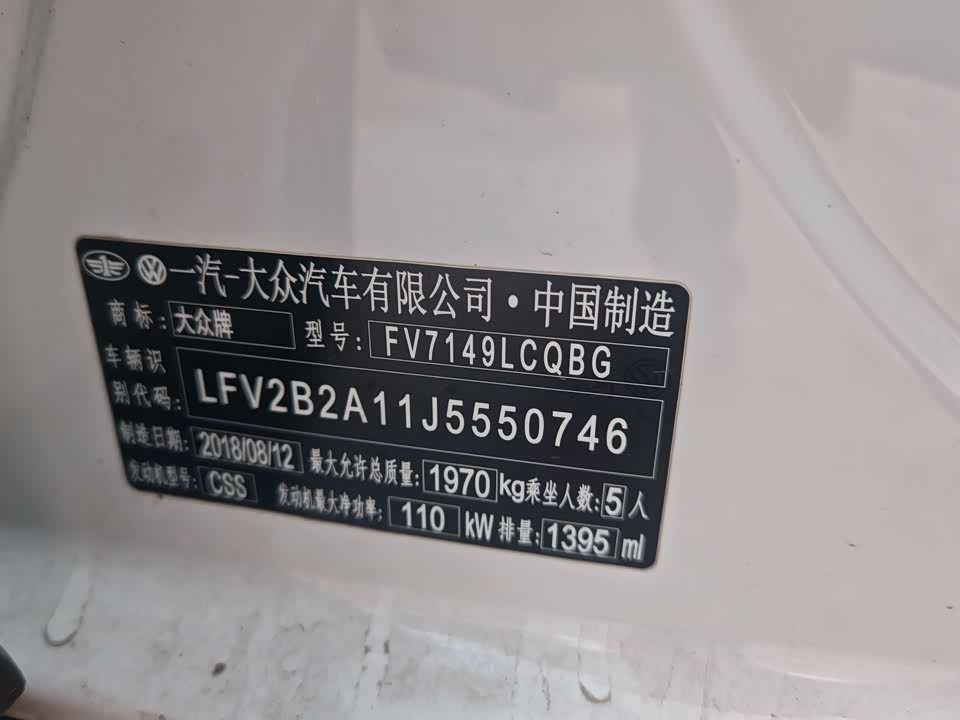 一汽-大众汽车有限公司·中国制造
商标: 大众牌 型号: FV7149LCQBG
车辆识别代码: LFV2B2A11J5550746
制造日期: 2018/08/12 最大允许总质量: 1970 kg 乘坐人数: 5 人
发动机型号: CSS 发动机最大净功率: 110 kW 排量: 1395 ml